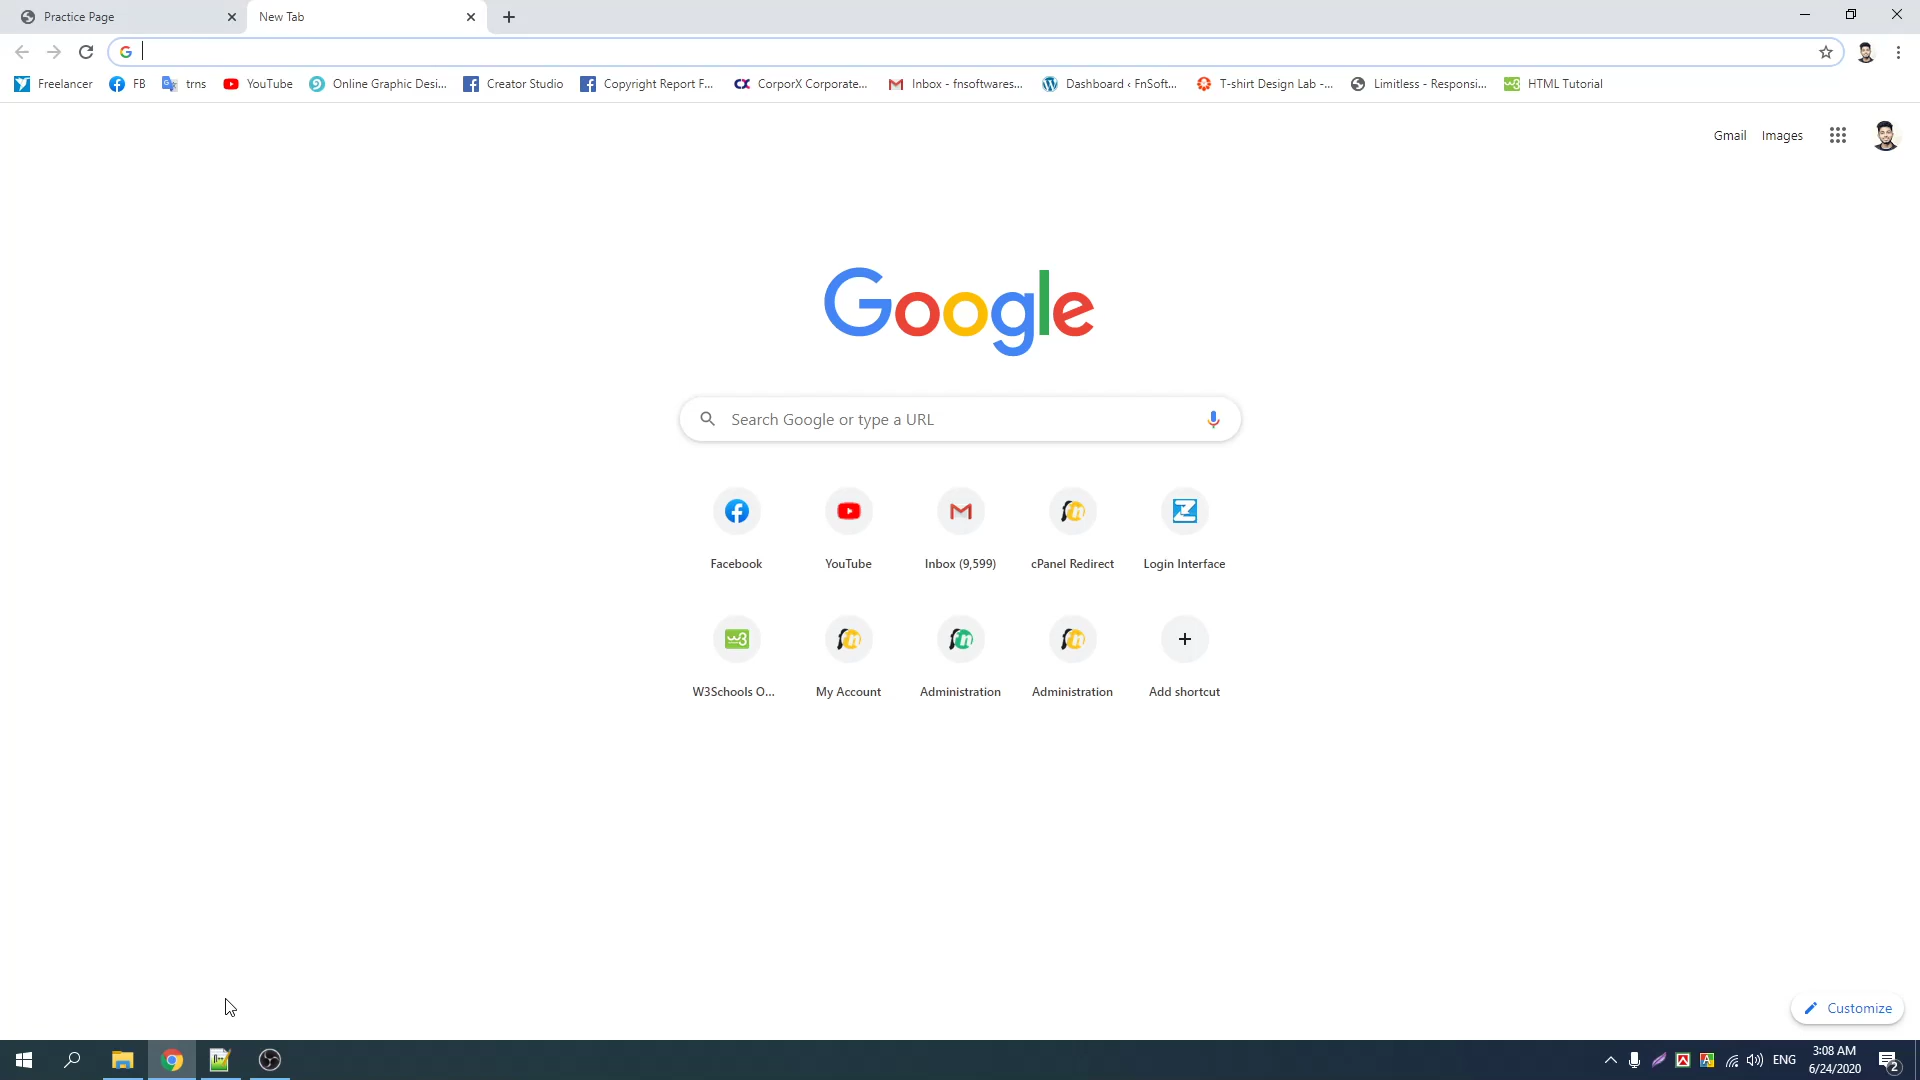 Practice Page
New Tab
Freelancer FB trns YouTube Online Graphic Desi... Creator Studio Copyright Report F... CorporX Corporate... Inbox - fnsoftwares... Dashboard ‹ FnSoft... T-shirt Design Lab -... Limitless - Responsi... HTML Tutorial
Gmail Images
Google
Search Google or type a URL
Facebook YouTube Inbox (9,599) cPanel Redirect Login Interface
W3Schools O... My Account Administration Administration Add shortcut
Customize
ENG
3:08 AM
6/24/2020
2